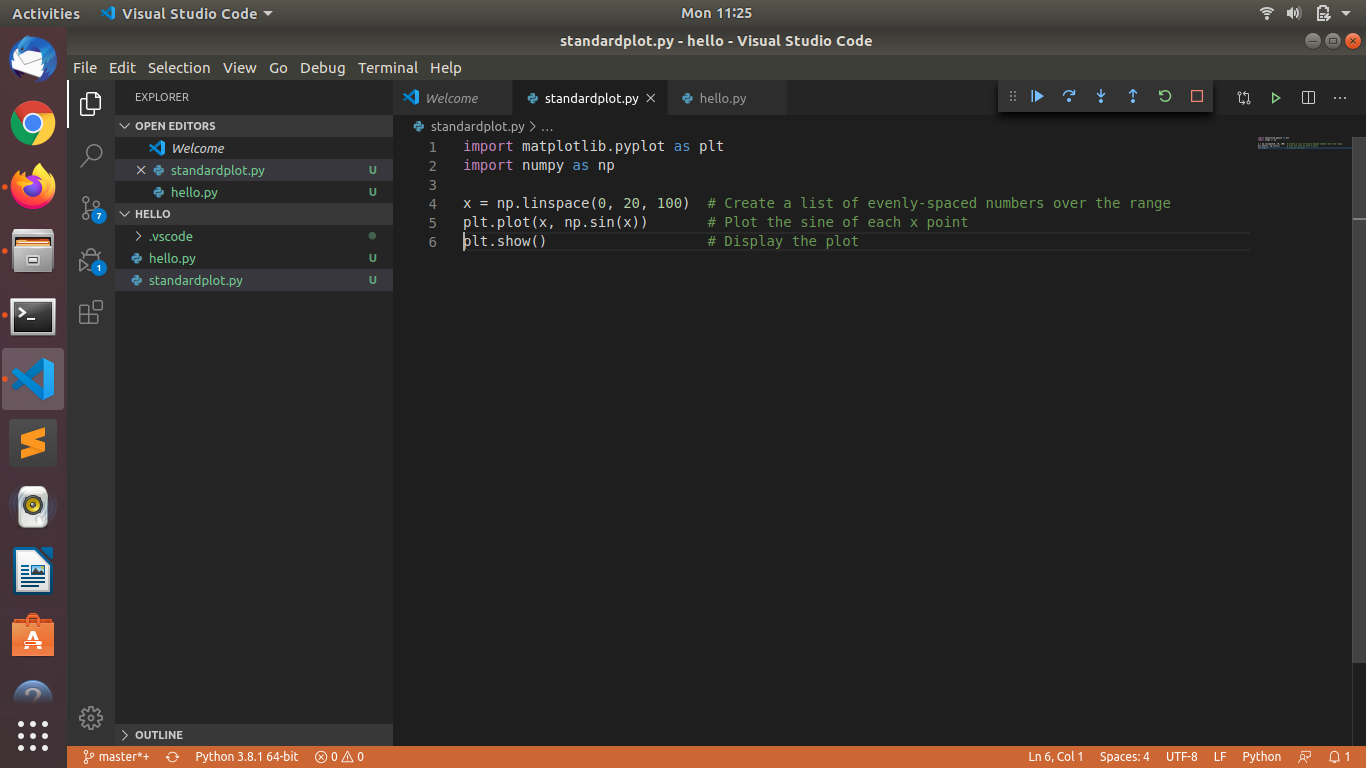 Activities Visual Studio Code Mon 11:25
standardplot.py - hello - Visual Studio Code
File Edit Selection View Go Debug Terminal Help
EXPLORER
OPEN EDITORS
Welcome
standardplot.py U
hello.py U
HELLO
.vscode
hello.py U
standardplot.py U
7
1
OUTLINE
Welcome standardplot.py hello.py
standardplot.py > ...
1 import matplotlib.pyplot as plt
2 import numpy as np
3
4 x = np.linspace(0, 20, 100)  # Create a list of evenly-spaced numbers over the range
5 plt.plot(x, np.sin(x))       # Plot the sine of each x point
6 plt.show()                   # Display the plot
master*+ Python 3.8.1 64-bit 0 0 Ln 6, Col 1 Spaces: 4 UTF-8 LF Python 1